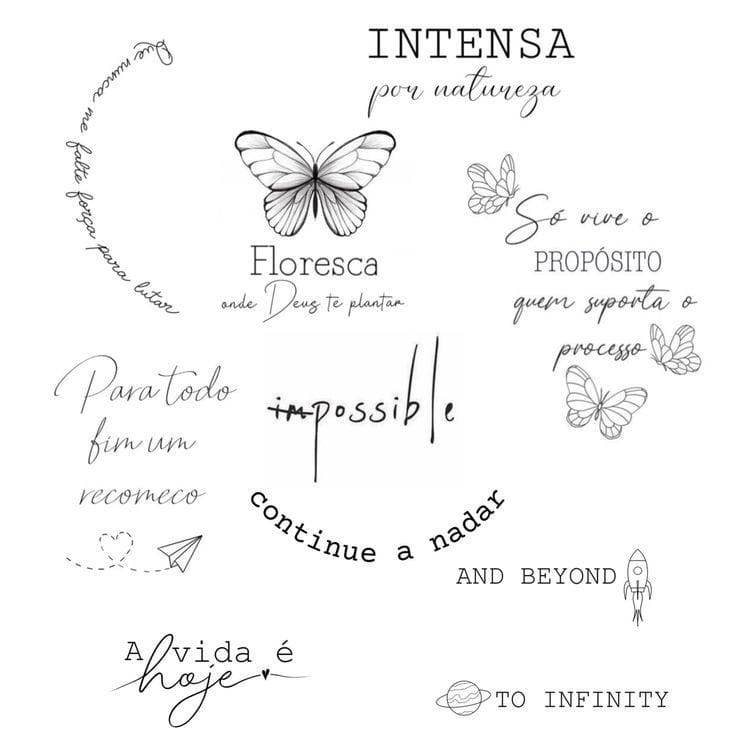 INTENSA
por natureza
Que nunca me falte força para lutar
Floresca
onde Deus te plantar
Só vive o
PROPÓSITO
quem suporta o
processo
Para todo
fim um
recomeco
impossible
continue a nadar
AND BEYOND
A vida é
hoje
TO INFINITY